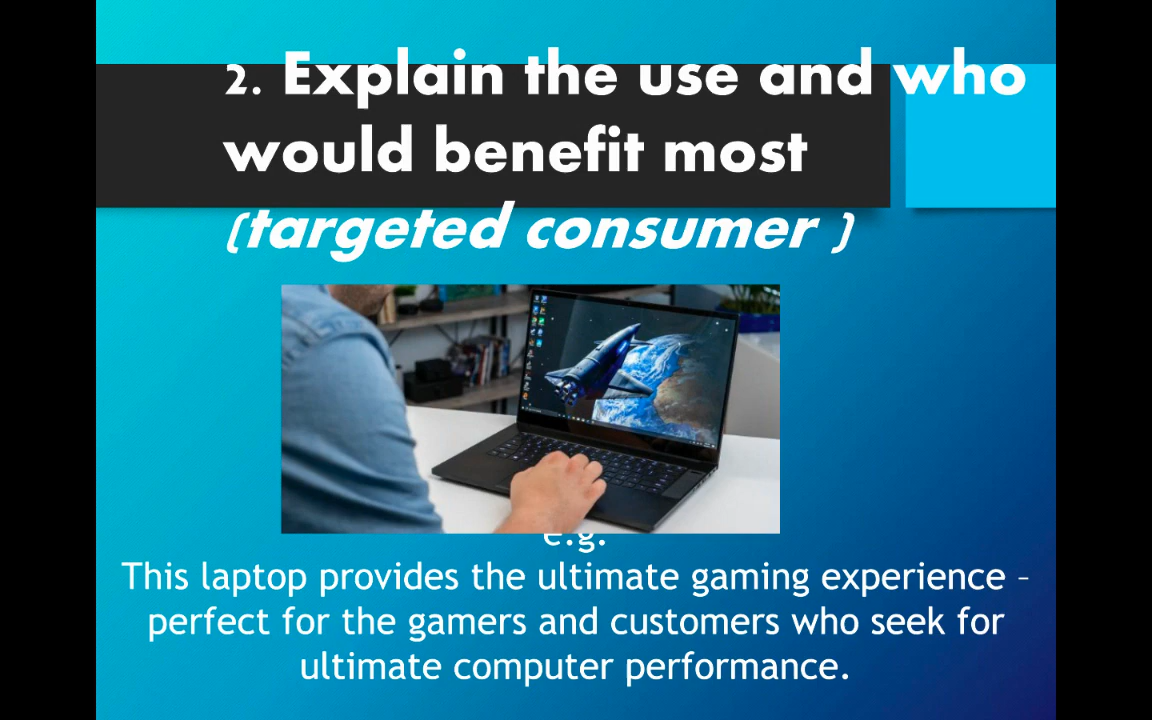 2. Explain the use and who
would benefit most
(targeted consumer )
e.g.
This laptop provides the ultimate gaming experience –
perfect for the gamers and customers who seek for
ultimate computer performance.